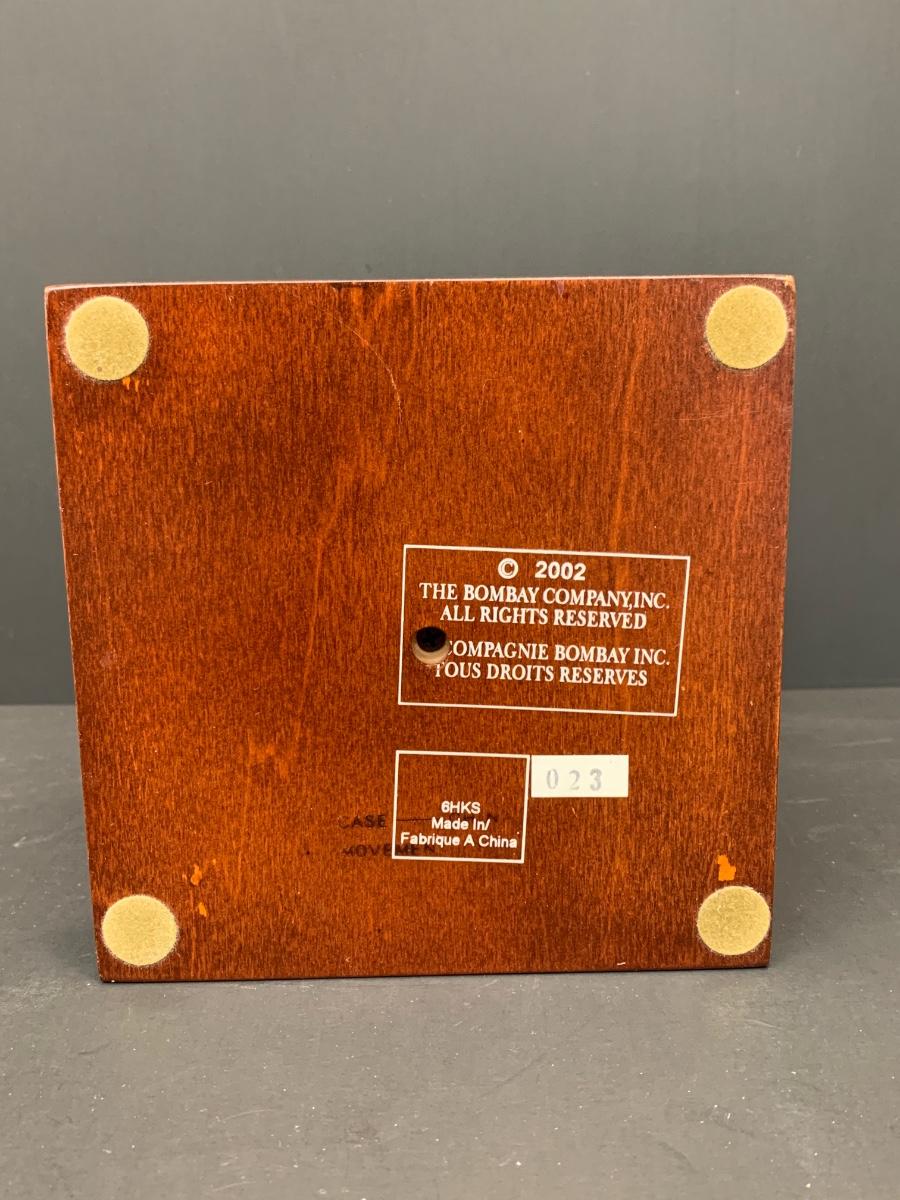 © 2002
THE BOMBAY COMPANY,INC.
ALL RIGHTS RESERVED
COMPAGNIE BOMBAY INC.
TOUS DROITS RESERVES
023
6HKS
Made In/
Fabrique A China
CASE